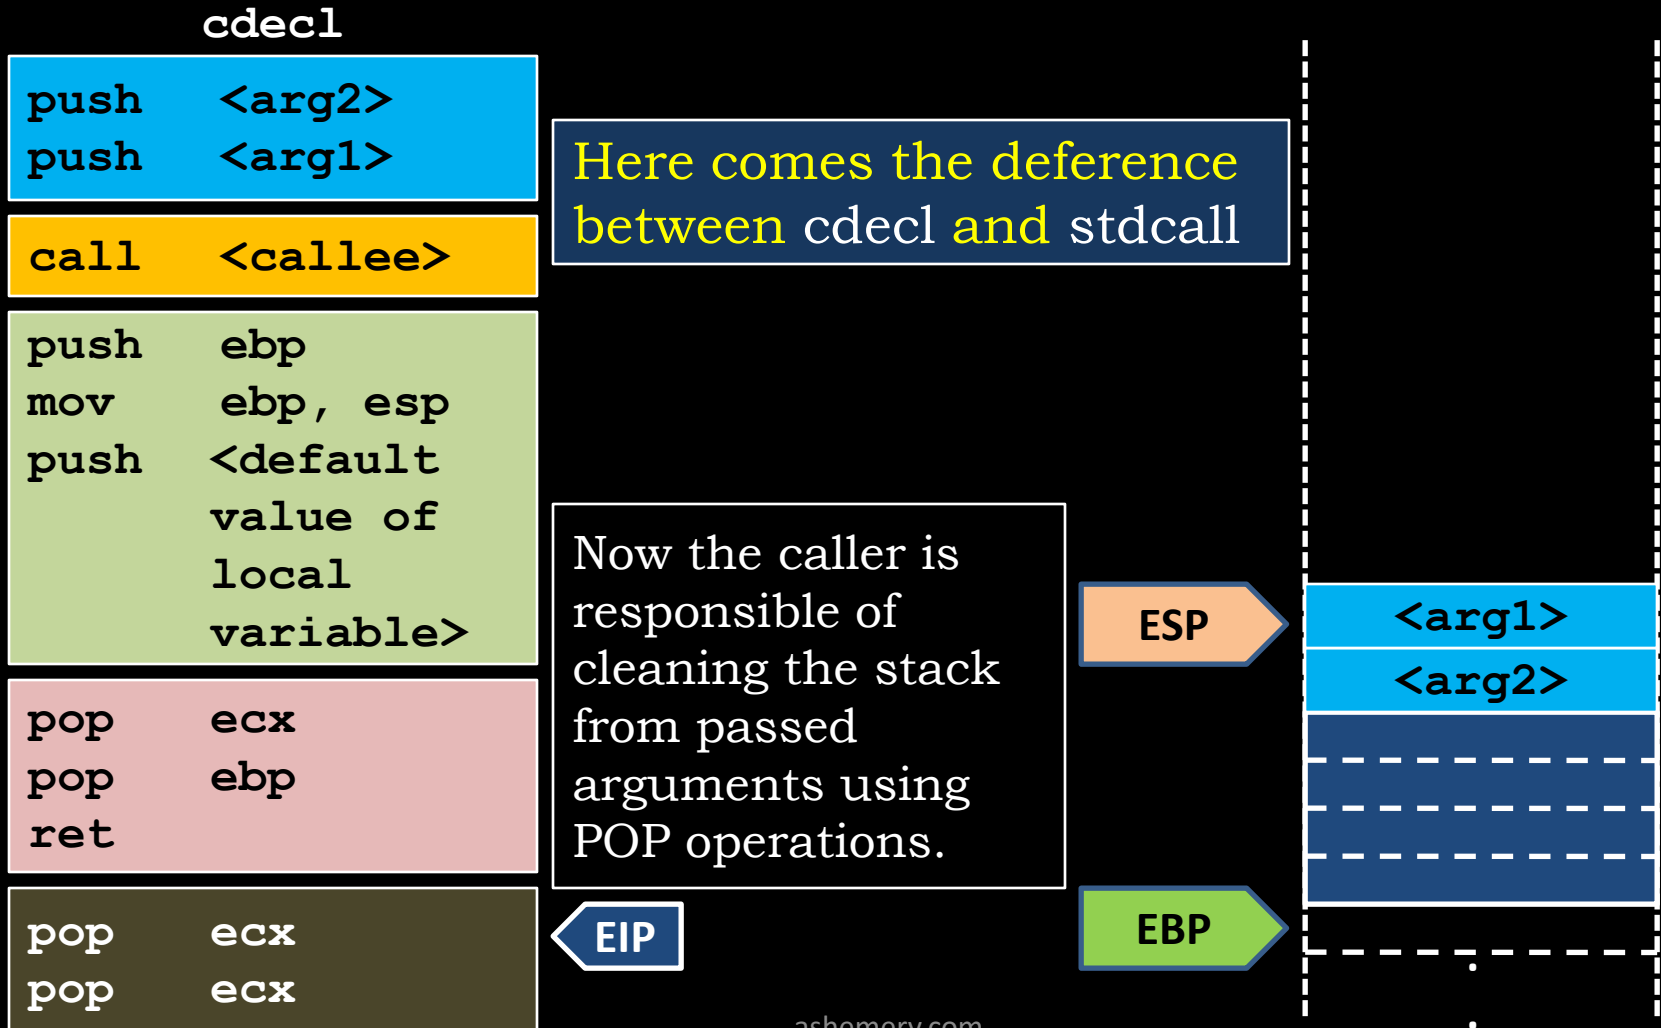 cdecl
push <arg2>
push <arg1>
call <callee>
push ebp
mov ebp, esp
push <default
value of
local
variable>
pop ecx
pop ebp
ret
pop ecx
pop ecx
Here comes the deference
between cdecl and stdcall
Now the caller is
responsible of
cleaning the stack
from passed
arguments using
POP operations.
EIP
ESP
EBP
<arg1>
<arg2>
ashemery.com